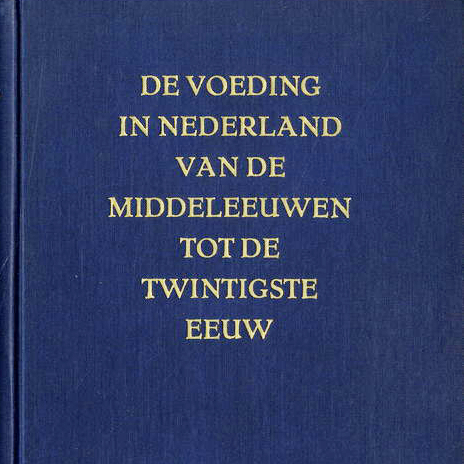 DE VOEDING
IN NEDERLAND
VAN DE
MIDDELEEUWEN
TOT DE
TWINTIGSTE
EEUW